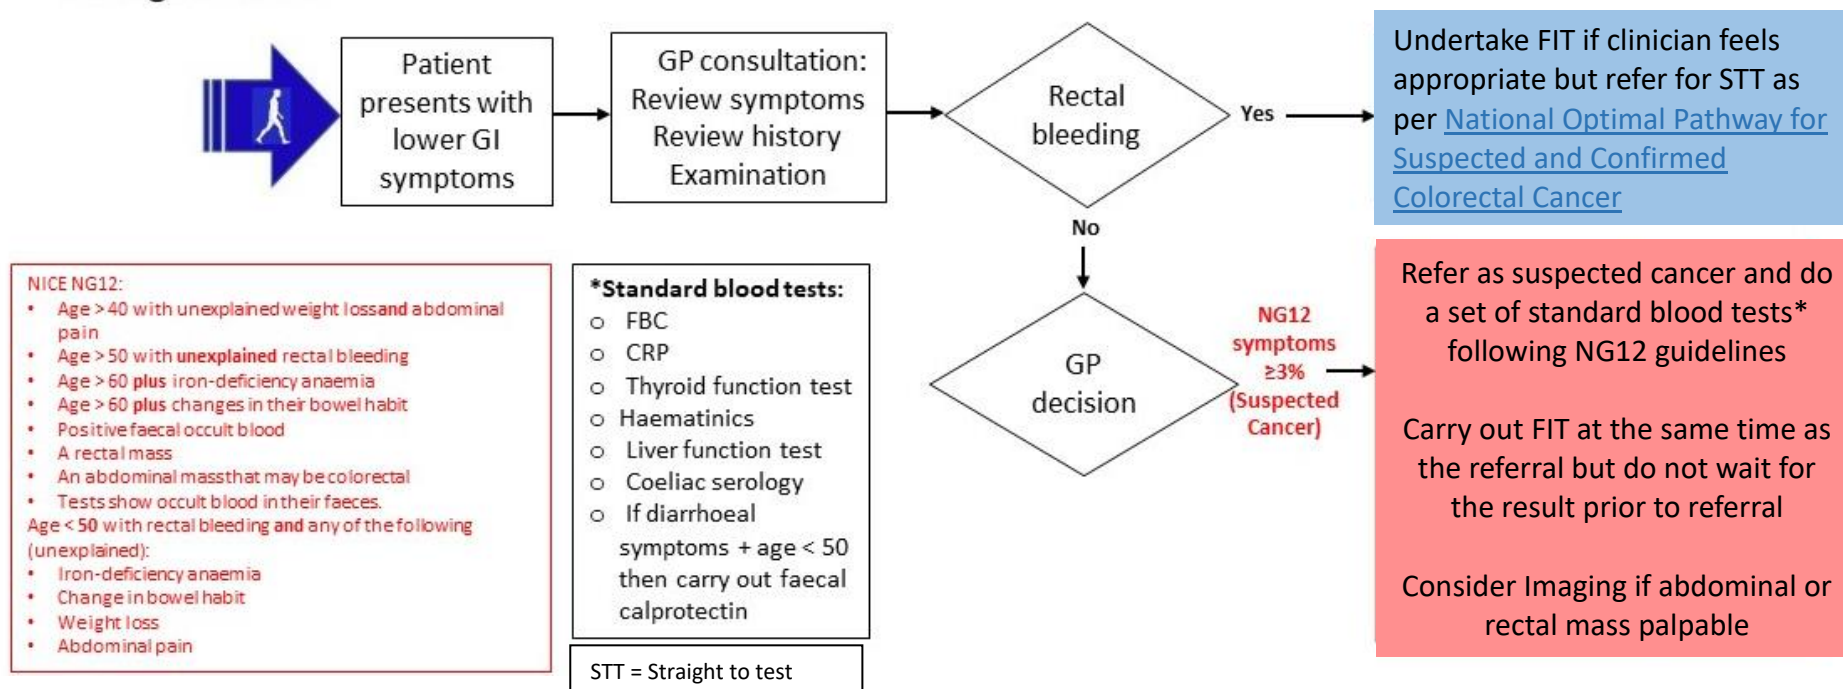 Patient
presents with
lower GI
symptoms
GP consultation:
Review symptoms
Review history
Examination
Rectal
bleeding
Yes
Undertake FIT if clinician feels
appropriate but refer for STT as
per National Optimal Pathway for
Suspected and Confirmed
Colorectal Cancer
No
NICE NG12:
• Age > 40 with unexplained weight lossand abdominal
pain
• Age > 50 with unexplained rectal bleeding
• Age > 60 plus iron-deficiency anaemia
• Age > 60 plus changes in their bowel habit
• Positive faecal occult blood
• A rectal mass
• An abdominal massthat may be colorectal
• Tests show occult blood in their faeces.
Age < 50 with rectal bleeding and any of the following
(unexplained):
• Iron-deficiency anaemia
• Change in bowel habit
• Weight loss
• Abdominal pain
*Standard blood tests:
o FBC
o CRP
o Thyroid function test
o Haematinics
o Liver function test
o Coeliac serology
o If diarrhoeal
symptoms + age < 50
then carry out faecal
calprotectin
STT = Straight to test
GP
decision
NG12
symptoms
≥3%
(Suspected
Cancer)
Refer as suspected cancer and do
a set of standard blood tests*
following NG12 guidelines
Carry out FIT at the same time as
the referral but do not wait for
the result prior to referral
Consider Imaging if abdominal or
rectal mass palpable